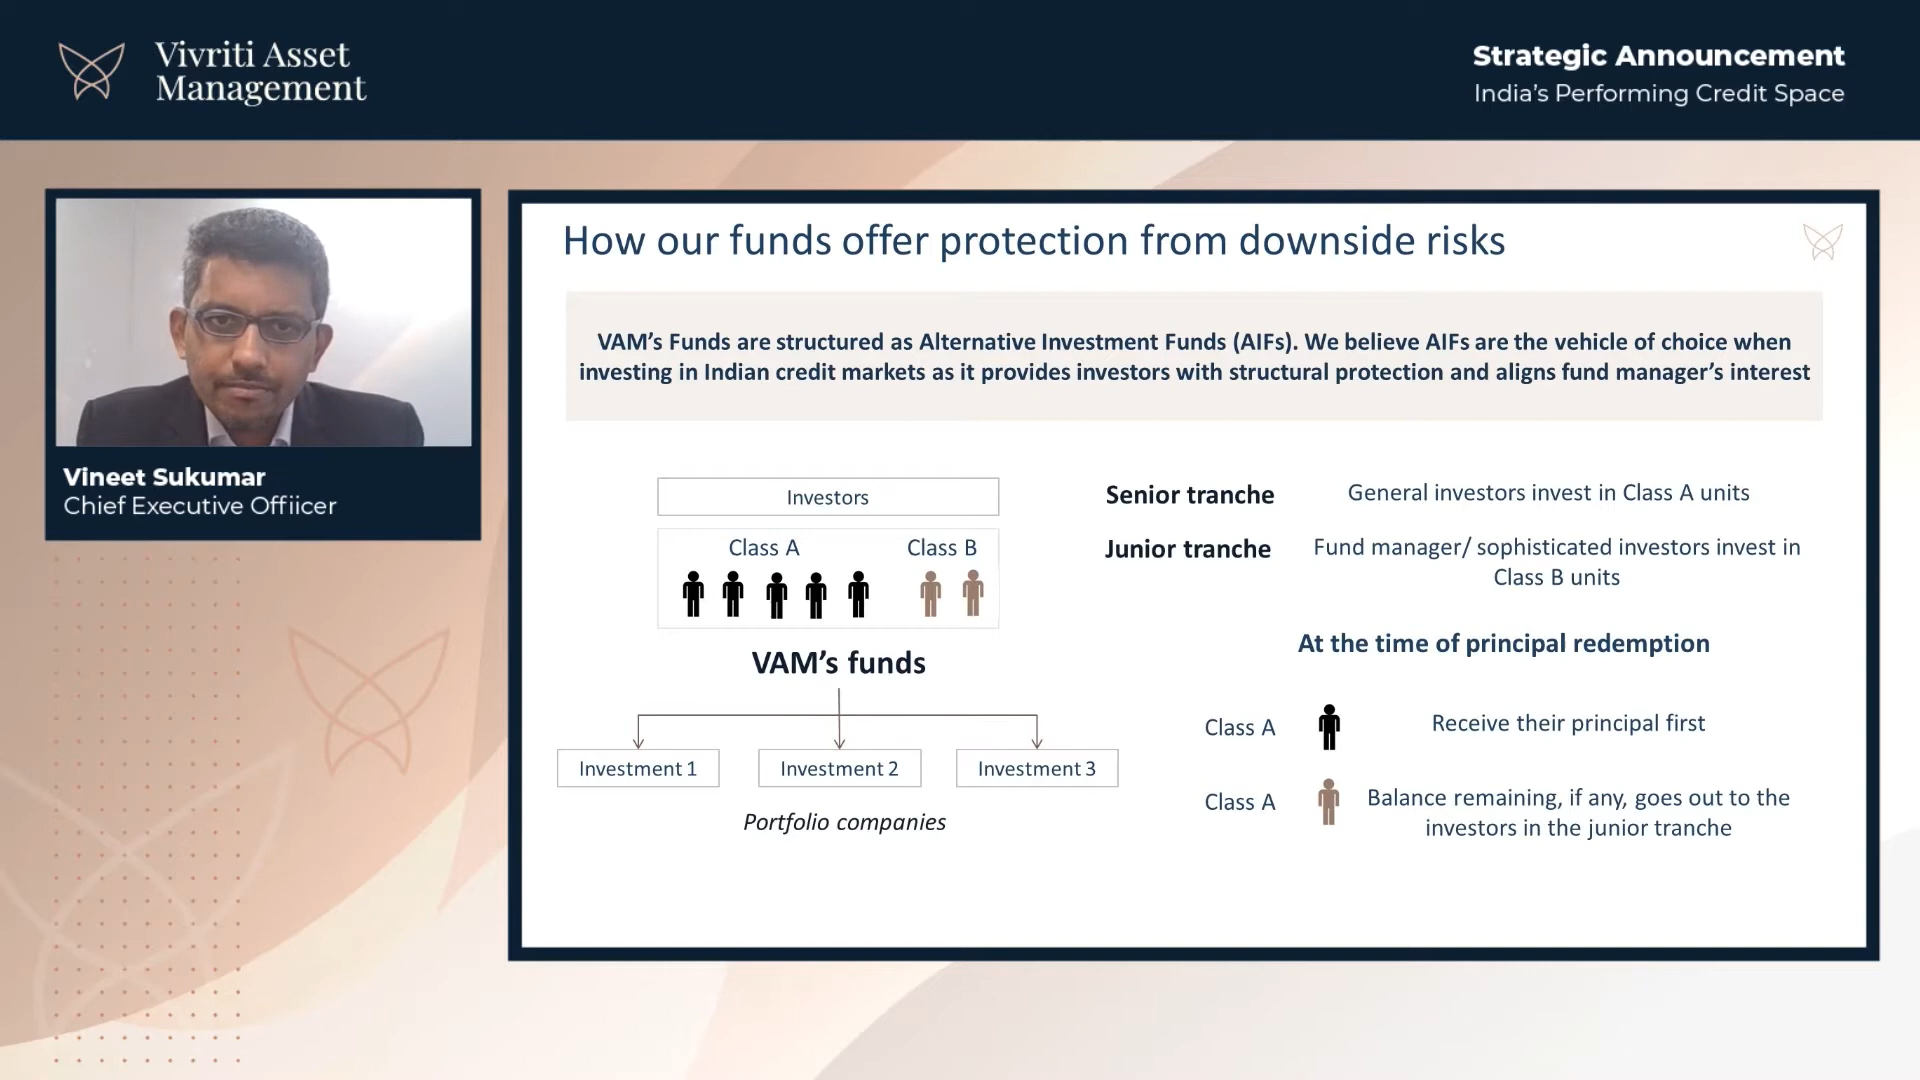 Vivriti Asset
Management
Strategic Announcement
India's Performing Credit Space
Vineet Sukumar
Chief Executive Offiicer
How our funds offer protection from downside risks
VAM's Funds are structured as Alternative Investment Funds (AIFs). We believe AIFs are the vehicle of choice when
investing in Indian credit markets as it provides investors with structural protection and aligns fund manager's interest
Investors
Class A
Class B
VAM's funds
Investment 1
Investment 2
Investment 3
Portfolio companies
Senior tranche
General investors invest in Class A units
Junior tranche
Fund manager/ sophisticated investors invest in
Class B units
At the time of principal redemption
Class A
Receive their principal first
Class A
Balance remaining, if any, goes out to the
investors in the junior tranche